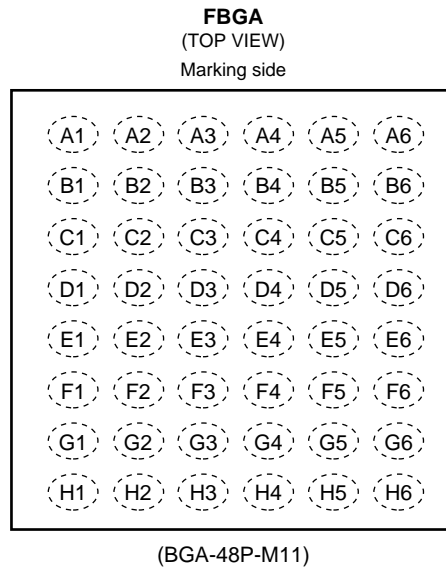 FBGA
(TOP VIEW)
Marking side
A1 A2 A3 A4 A5 A6
B1 B2 B3 B4 B5 B6
C1 C2 C3 C4 C5 C6
D1 D2 D3 D4 D5 D6
E1 E2 E3 E4 E5 E6
F1 F2 F3 F4 F5 F6
G1 G2 G3 G4 G5 G6
H1 H2 H3 H4 H5 H6
(BGA-48P-M11)